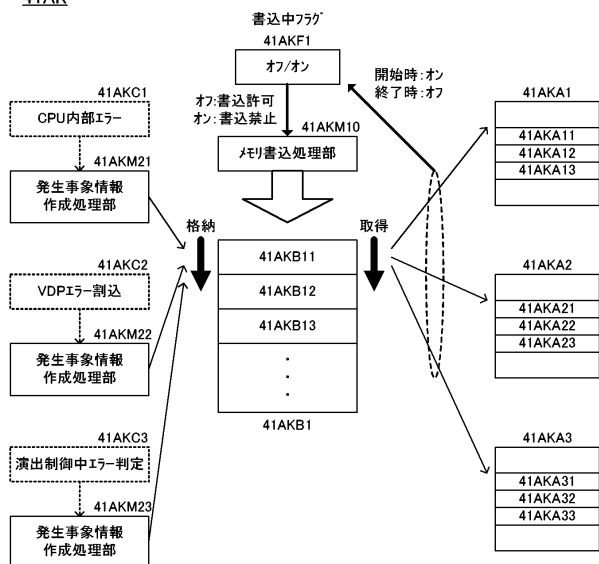 41AK
書込中フラグ
41AKF1
オフ/オン
オフ:書込許可
オン:書込禁止
開始時:オン
終了時:オフ
41AKM10
メモリ書込処理部
41AKC1
CPU内部エラー
41AKM21
発生事象情報
作成処理部
41AKC2
VDPエラー割込
41AKM22
発生事象情報
作成処理部
41AKC3
演出制御中エラー判定
41AKM23
発生事象情報
作成処理部
格納
取得
41AKB11
41AKB12
41AKB13
・
・
・
41AKB1
41AKA1
41AKA11
41AKA12
41AKA13
41AKA2
41AKA21
41AKA22
41AKA23
41AKA3
41AKA31
41AKA32
41AKA33